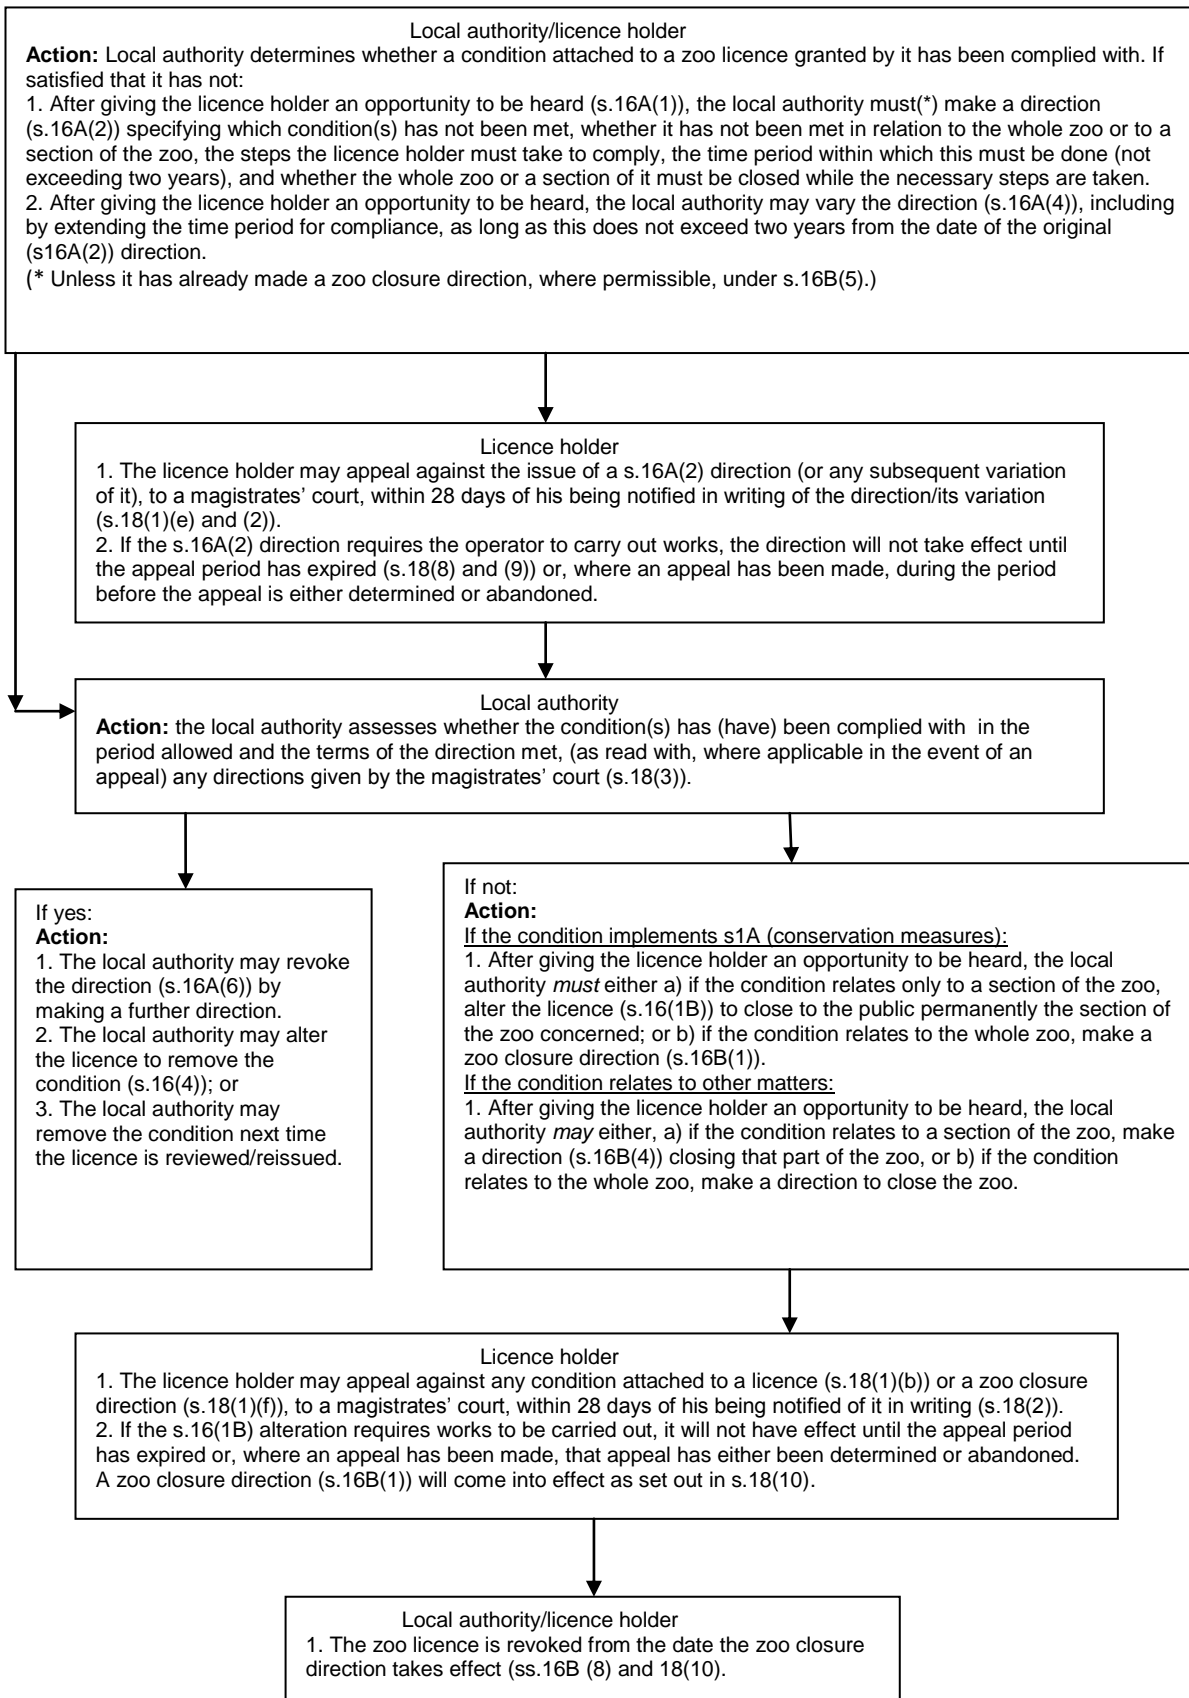 Local authority/licence holder
Action: Local authority determines whether a condition attached to a zoo licence granted by it has been complied with. If
satisfied that it has not:
1. After giving the licence holder an opportunity to be heard (s.16A(1)), the local authority must(*) make a direction
(s.16A(2)) specifying which condition(s) has not been met, whether it has not been met in relation to the whole zoo or to a
section of the zoo, the steps the licence holder must take to comply, the time period within which this must be done (not
exceeding two years), and whether the whole zoo or a section of it must be closed while the necessary steps are taken.
2. After giving the licence holder an opportunity to be heard, the local authority may vary the direction (s.16A(4)), including
by extending the time period for compliance, as long as this does not exceed two years from the date of the original
(s16A(2)) direction.
(* Unless it has already made a zoo closure direction, where permissible, under s.16B(5).)
Licence holder
1. The licence holder may appeal against the issue of a s.16A(2) direction (or any subsequent variation
of it), to a magistrates' court, within 28 days of his being notified in writing of the direction/its variation
(s.18(1)(e) and (2)).
2. If the s.16A(2) direction requires the operator to carry out works, the direction will not take effect until
the appeal period has expired (s.18(8) and (9)) or, where an appeal has been made, during the period
before the appeal is either determined or abandoned.
Local authority
Action: the local authority assesses whether the condition(s) has (have) been complied with in the
period allowed and the terms of the direction met, (as read with, where applicable in the event of an
appeal) any directions given by the magistrates' court (s.18(3)).
If yes:
Action:
1. The local authority may revoke
the direction (s.16A(6)) by
making a further direction.
2. The local authority may alter
the licence to remove the
condition (s.16(4)); or
3. The local authority may
remove the condition next time
the licence is reviewed/reissued.
If not:
Action:
If the condition implements s1A (conservation measures):
1. After giving the licence holder an opportunity to be heard, the local
authority must either a) if the condition relates only to a section of the zoo,
alter the licence (s.16(1B)) to close to the public permanently the section of
the zoo concerned; or b) if the condition relates to the whole zoo, make a
zoo closure direction (s.16B(1)).
If the condition relates to other matters:
1. After giving the licence holder an opportunity to be heard, the local
authority may either, a) if the condition relates to a section of the zoo, make
a direction (s.16B(4)) closing that part of the zoo, or b) if the condition
relates to the whole zoo, make a direction to close the zoo.
Licence holder
1. The licence holder may appeal against any condition attached to a licence (s.18(1)(b)) or a zoo closure
direction (s.18(1)(f)), to a magistrates' court, within 28 days of his being notified of it in writing (s.18(2)).
2. If the s.16(1B) alteration requires works to be carried out, it will not have effect until the appeal period
has expired or, where an appeal has been made, that appeal has either been determined or abandoned.
A zoo closure direction (s.16B(1)) will come into effect as set out in s.18(10).
Local authority/licence holder
1. The zoo licence is revoked from the date the zoo closure
direction takes effect (ss.16B (8) and 18(10).